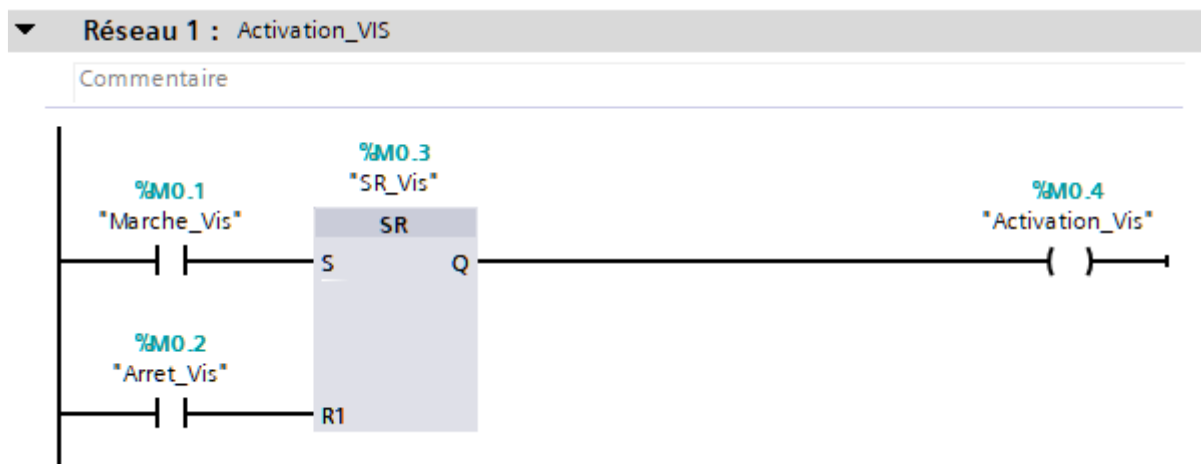 Réseau 1 : Activation_VIS
Commentaire
%M0.3
"SR_Vis"
%M0.1
"Marche_Vis"
%M0.4
"Activation_Vis"
SR
S
Q
%M0.2
"Arret_Vis"
R1